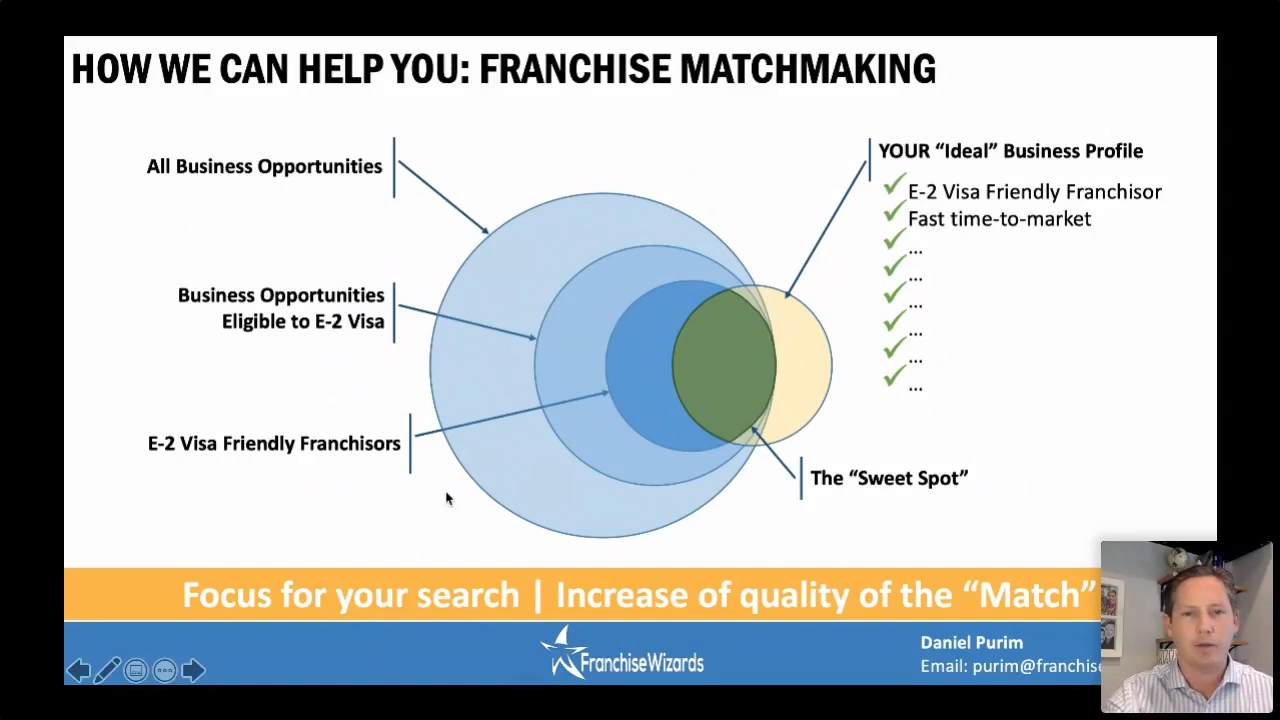 HOW WE CAN HELP YOU: FRANCHISE MATCHMAKING
All Business Opportunities
Business Opportunities
Eligible to E-2 Visa
E-2 Visa Friendly Franchisors
YOUR “Ideal” Business Profile
E-2 Visa Friendly Franchisor
Fast time-to-market
...
...
...
...
...
...
The “Sweet Spot”
Focus for your search | Increase of quality of the “Match”
FranchiseWizards
Daniel Purim
Email: purim@franchise